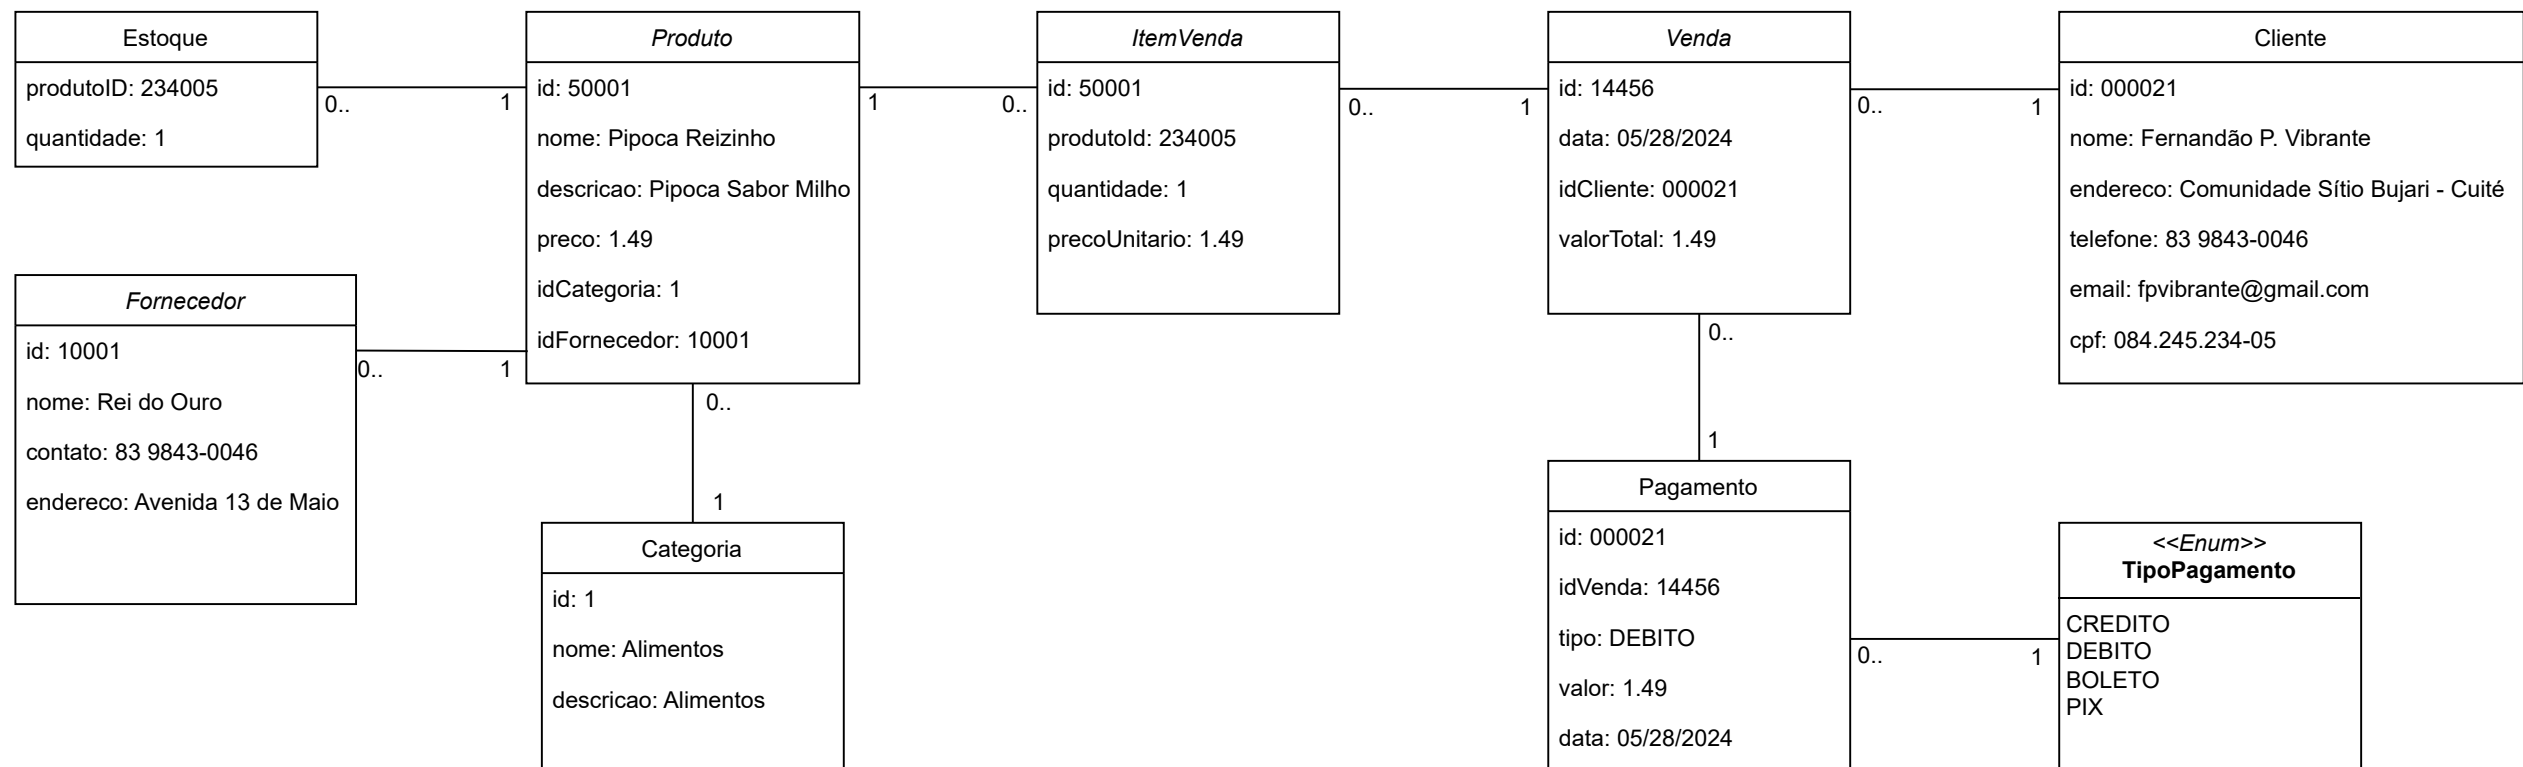 Estoque
produtoID: 234005
quantidade: 1
0..
1
Produto
id: 50001
nome: Pipoca Reizinho
descricao: Pipoca Sabor Milho
preco: 1.49
idCategoria: 1
idFornecedor: 10001
1
0..
ItemVenda
id: 50001
produtoId: 234005
quantidade: 1
precoUnitario: 1.49
0..
1
Venda
id: 14456
data: 05/28/2024
idCliente: 000021
valorTotal: 1.49
0..
1
Cliente
id: 000021
nome: Fernandão P. Vibrante
endereco: Comunidade Sítio Bujari - Cuité
telefone: 83 9843-0046
email: fpvibrante@gmail.com
cpf: 084.245.234-05
Fornecedor
id: 10001
nome: Rei do Ouro
contato: 83 9843-0046
endereco: Avenida 13 de Maio
0..
1
0..
1
Categoria
id: 1
nome: Alimentos
descricao: Alimentos
0..
1
Pagamento
id: 000021
idVenda: 14456
tipo: DEBITO
valor: 1.49
data: 05/28/2024
0..
1
<<Enum>>
TipoPagamento
CREDITO
DEBITO
BOLETO
PIX